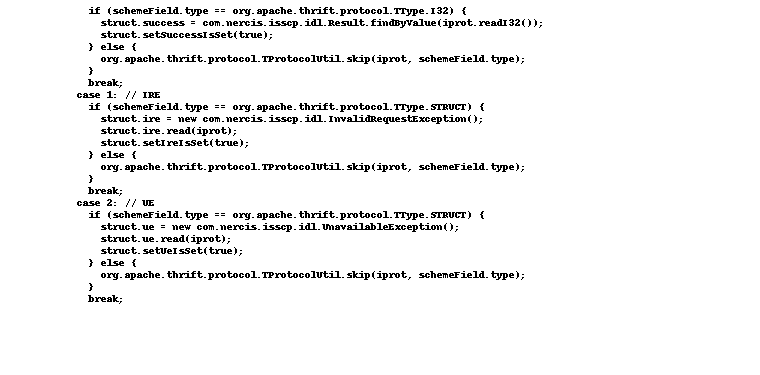 if (schemeField.type == org.apache.thrift.protocol.TType.I32) {
struct.success = com.nercis.isscp.idl.Result.findByValue(iprot.readI32());
struct.setSuccessIsSet(true);
} else {
org.apache.thrift.protocol.TProtocolUtil.skip(iprot, schemeField.type);
}
break;
case 1: // IRE
if (schemeField.type == org.apache.thrift.protocol.TType.STRUCT) {
struct.ire = new com.nercis.isscp.idl.InvalidRequestException();
struct.ire.read(iprot);
struct.setIreIsSet(true);
} else {
org.apache.thrift.protocol.TProtocolUtil.skip(iprot, schemeField.type);
}
break;
case 2: // UE
if (schemeField.type == org.apache.thrift.protocol.TType.STRUCT) {
struct.ue = new com.nercis.isscp.idl.UnavailableException();
struct.ue.read(iprot);
struct.setUeIsSet(true);
} else {
org.apache.thrift.protocol.TProtocolUtil.skip(iprot, schemeField.type);
}
break;